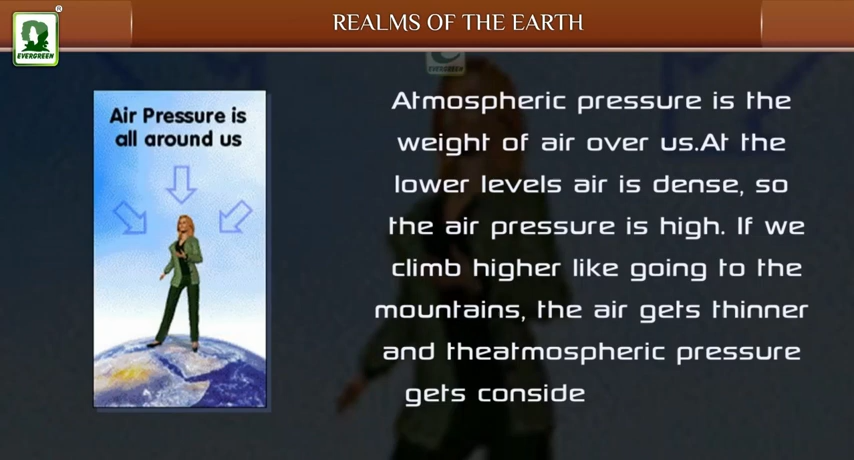 REALMS OF THE EARTH
®
EVERGREEN
EVERGREEN
Air Pressure is
all around us
Atmospheric pressure is the
weight of air over us.At the
lower levels air is dense, so
the air pressure is high. If we
climb higher like going to the
mountains, the air gets thinner
and theatmospheric pressure
gets conside